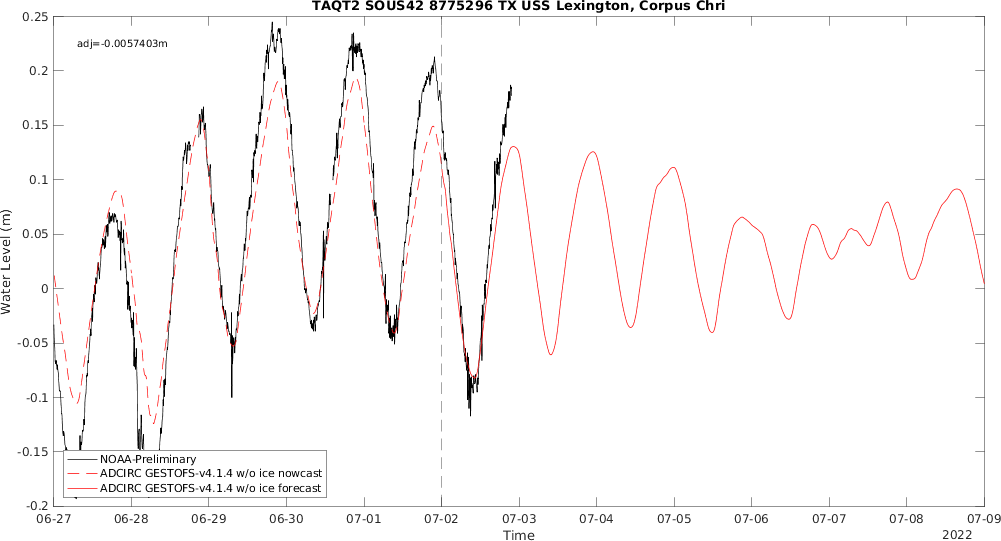 TAQT2 SOUS42 8775296 TX USS Lexington, Corpus Chri
adj=-0.0057403m
Water Level (m)
0.25
0.2
0.15
0.1
0.05
0
-0.05
-0.1
-0.15
-0.2
NOAA-Preliminary
ADCIRC GESTOFS-v4.1.4 w/o ice nowcast
ADCIRC GESTOFS-v4.1.4 w/o ice forecast
06-27 06-28 06-29 06-30 07-01 07-02 07-03 07-04 07-05 07-06 07-07 07-08 07-09
Time
2022